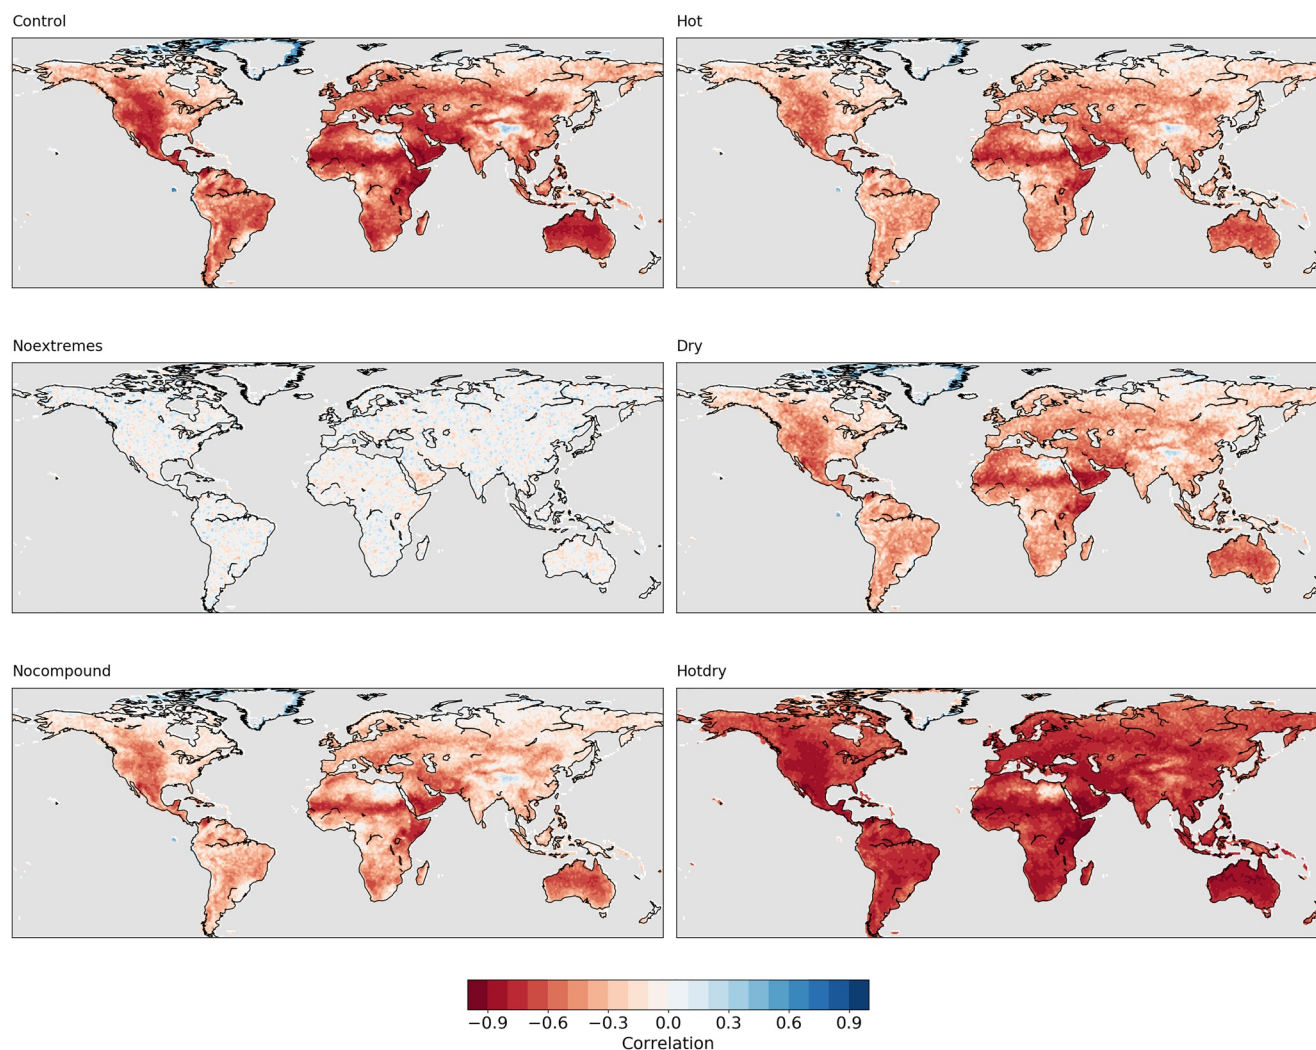 Control
Hot
Noextremes
Dry
Nocompound
Hotdry
−0.9 −0.6 −0.3 0.0 0.3 0.6 0.9
Correlation